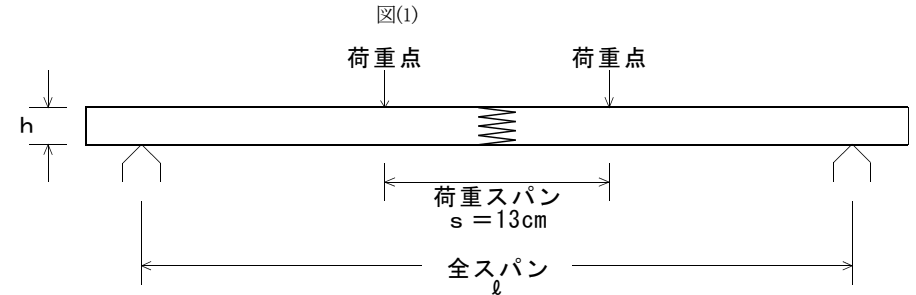 図(1)
荷重点 荷重点
h
荷重スパン
s＝13cm
全スパン
ℓ